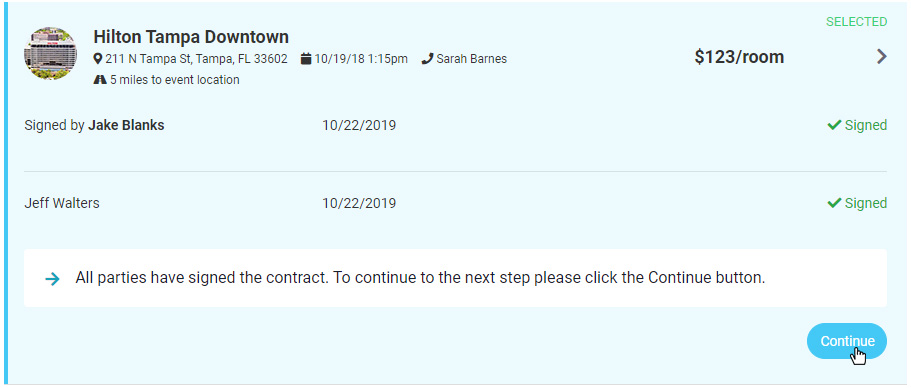 SELECTED
Hilton Tampa Downtown
211 N Tampa St, Tampa, FL 33602 10/19/18 1:15pm Sarah Barnes
$123/room
5 miles to event location
Signed by Jake Blanks 10/22/2019 Signed
Jeff Walters 10/22/2019 Signed
All parties have signed the contract. To continue to the next step please click the Continue button.
Continue